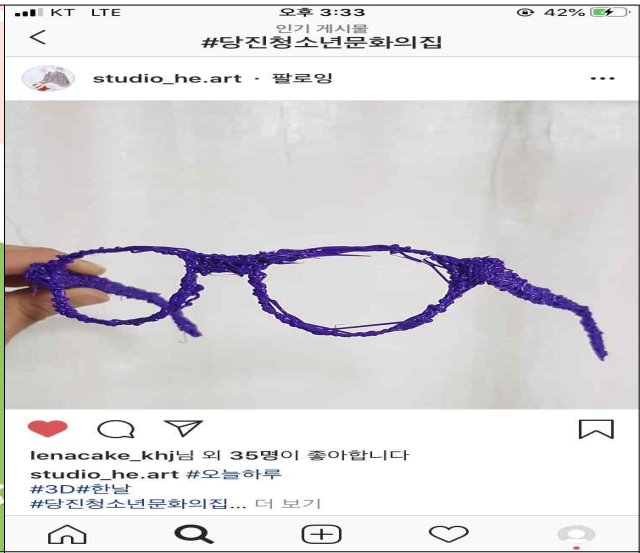 KT LTE 오후 3:33 42%
인기 게시물
#당진청소년문화의집
studio_he.art · 팔로잉
lenacake_khj님 외 35명이 좋아합니다
studio_he.art #오늘하루
#3D#한날
#당진청소년문화의집... 더 보기